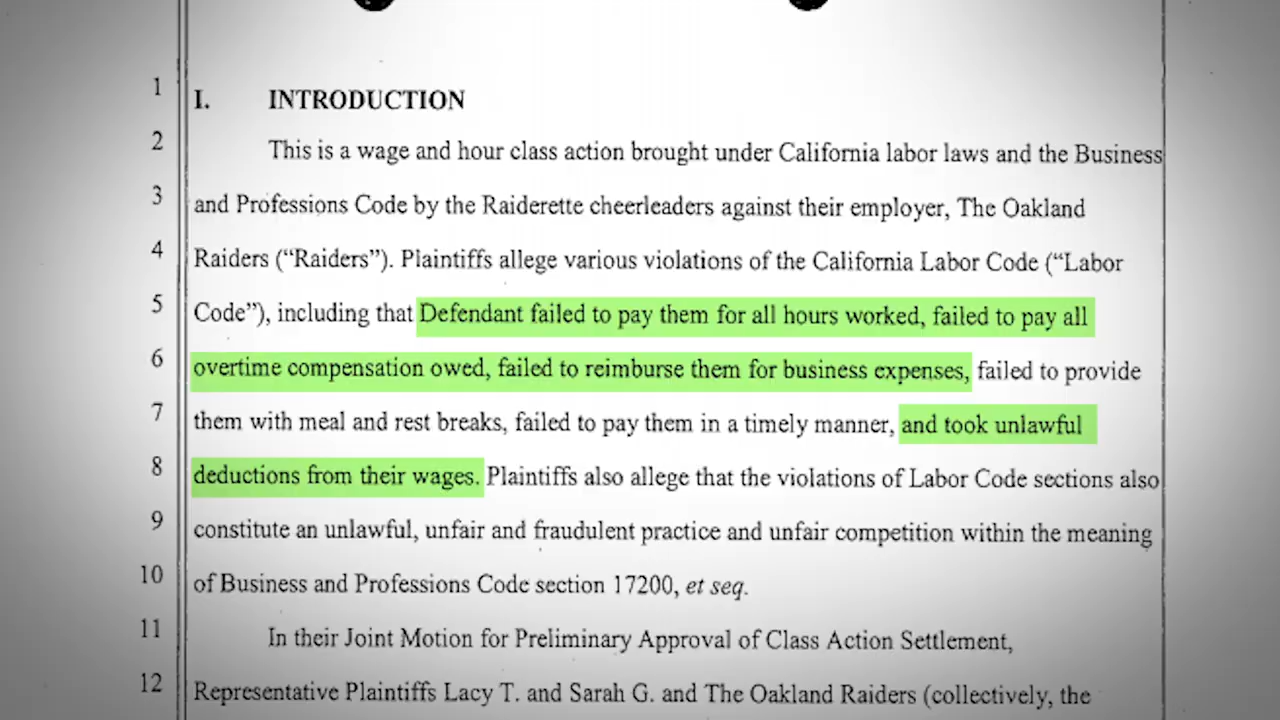 1 I. INTRODUCTION
2 This is a wage and hour class action brought under California labor laws and the Business
3 and Professions Code by the Raiderette cheerleaders against their employer, The Oakland
4 Raiders (“Raiders”). Plaintiffs allege various violations of the California Labor Code (“Labor
5 Code”), including that Defendant failed to pay them for all hours worked, failed to pay all
6 overtime compensation owed, failed to reimburse them for business expenses, failed to provide
7 them with meal and rest breaks, failed to pay them in a timely manner, and took unlawful
8 deductions from their wages. Plaintiffs also allege that the violations of Labor Code sections also
9 constitute an unlawful, unfair and fraudulent practice and unfair competition within the meaning
10 of Business and Professions Code section 17200, et seq.
11 In their Joint Motion for Preliminary Approval of Class Action Settlement,
12 Representative Plaintiffs Lacy T. and Sarah G. and The Oakland Raiders (collectively, the